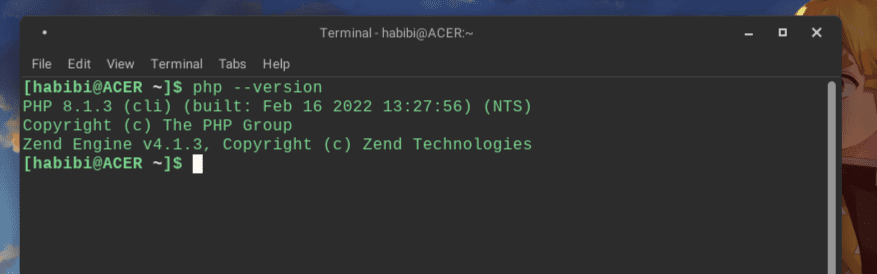 Terminal - habibi@ACER:~
File Edit View Terminal Tabs Help
[habibi@ACER ~]$ php --version
PHP 8.1.3 (cli) (built: Feb 16 2022 13:27:56) (NTS)
Copyright (c) The PHP Group
Zend Engine v4.1.3, Copyright (c) Zend Technologies
[habibi@ACER ~]$